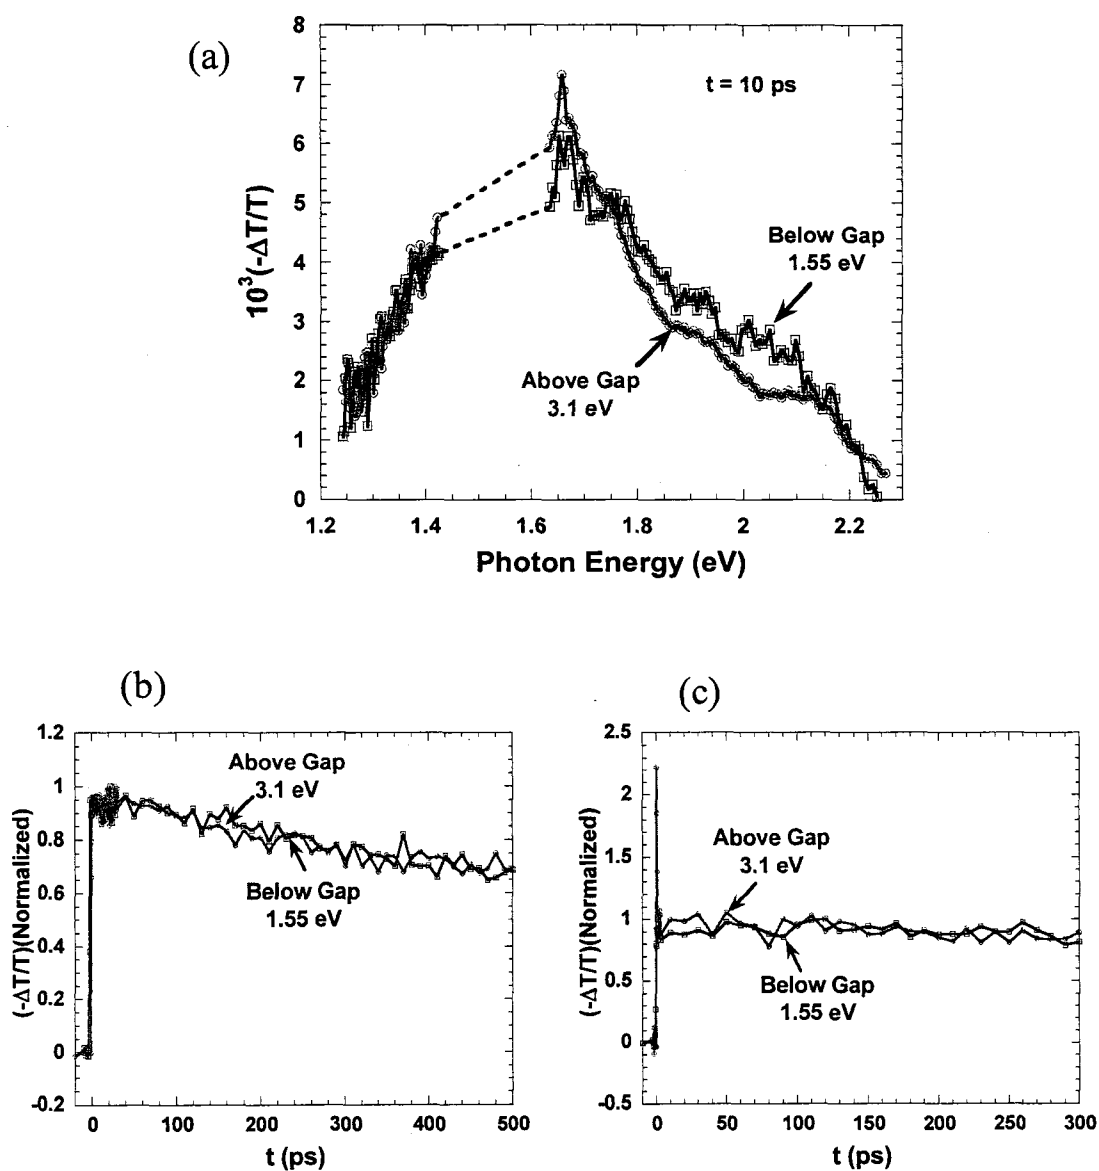 (a)
8
7
6
5
4
3
2
1
0
10³(-ΔT/T)
t = 10 ps
Below Gap
1.55 eV
Above Gap
3.1 eV
1.2 1.4 1.6 1.8 2 2.2
Photon Energy (eV)
(b)
1.2
1
0.8
0.6
0.4
0.2
0
-0.2
(-ΔT/T)(Normalized)
Above Gap
3.1 eV
Below Gap
1.55 eV
0 100 200 300 400 500
t (ps)
(c)
2.5
2
1.5
1
0.5
0
-0.5
(-ΔT/T)(Normalized)
Above Gap
3.1 eV
Below Gap
1.55 eV
0 50 100 150 200 250 300
t (ps)